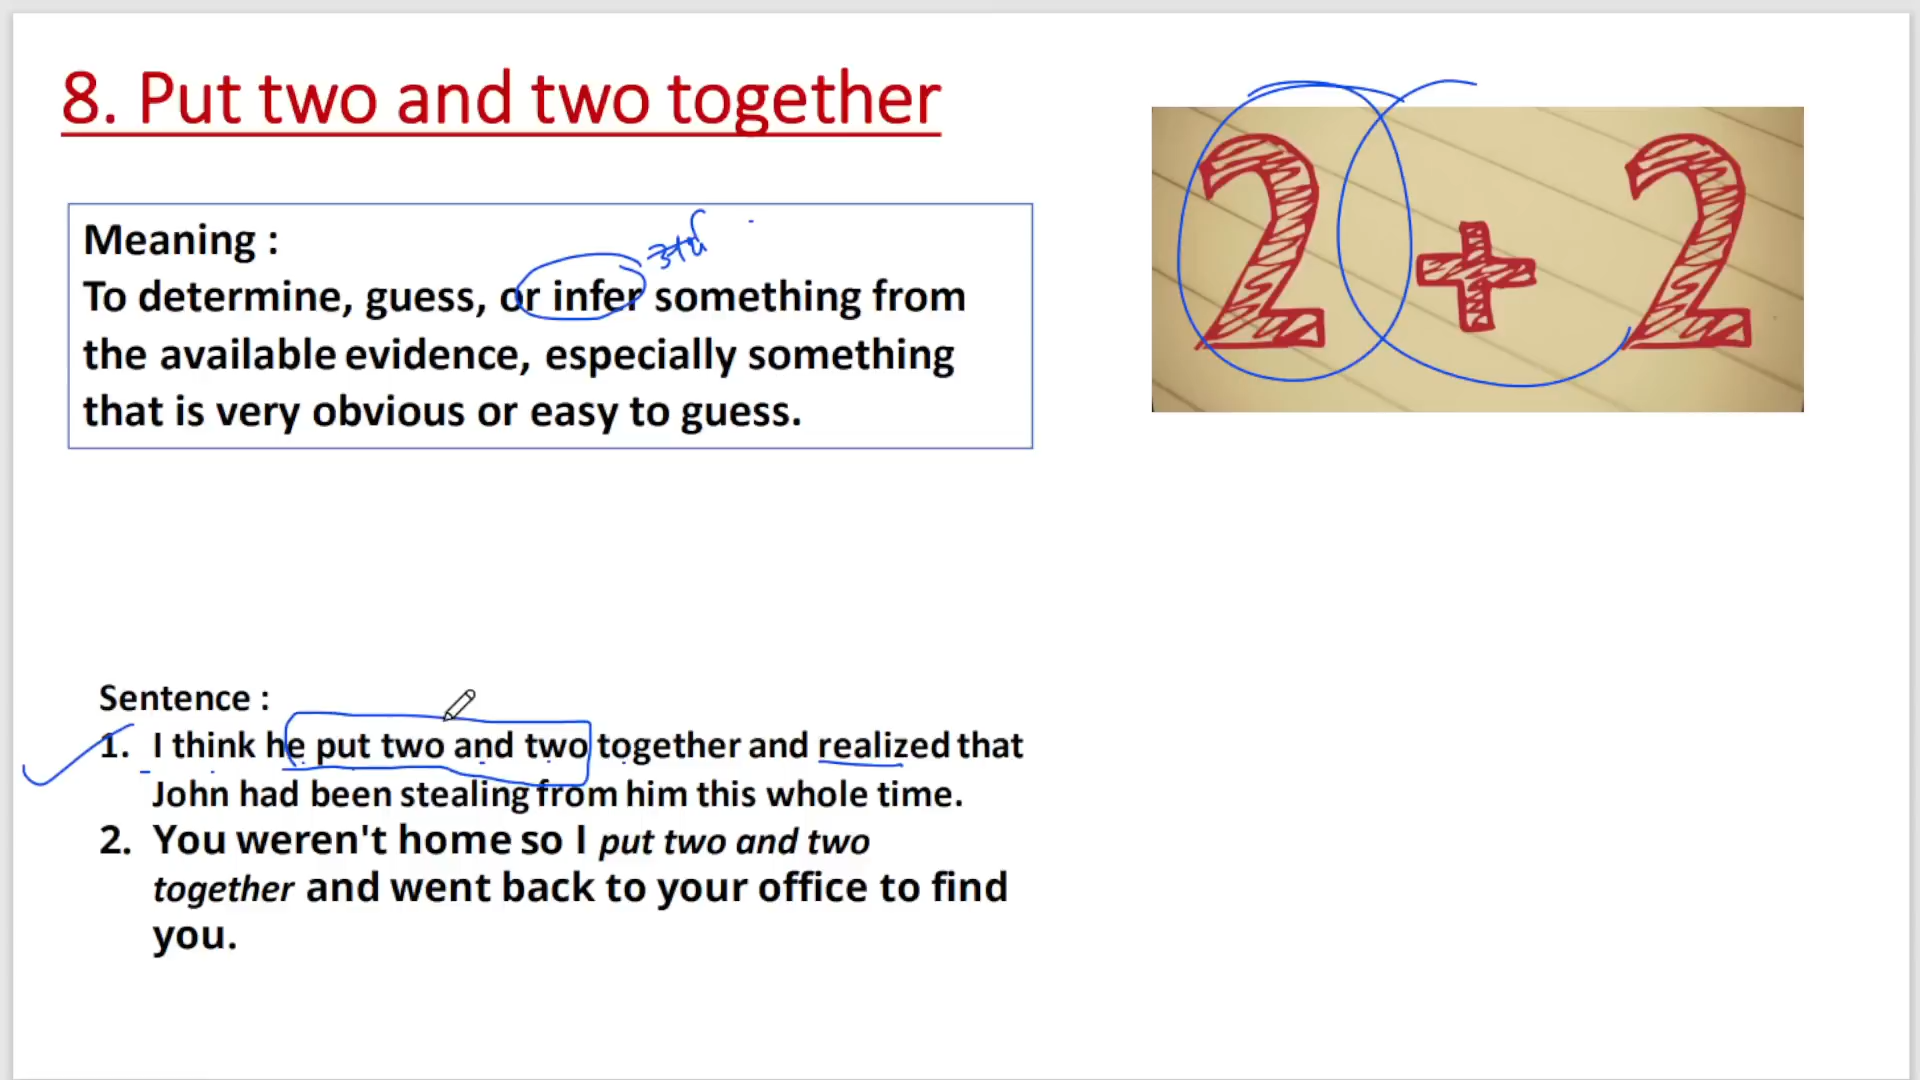 8. Put two and two together
2 + 2
Meaning :
To determine, guess, or infer something from
the available evidence, especially something
that is very obvious or easy to guess.
Sentence :
1. I think he put two and two together and realized that
John had been stealing from him this whole time.
2. You weren't home so I put two and two
together and went back to your office to find
you.